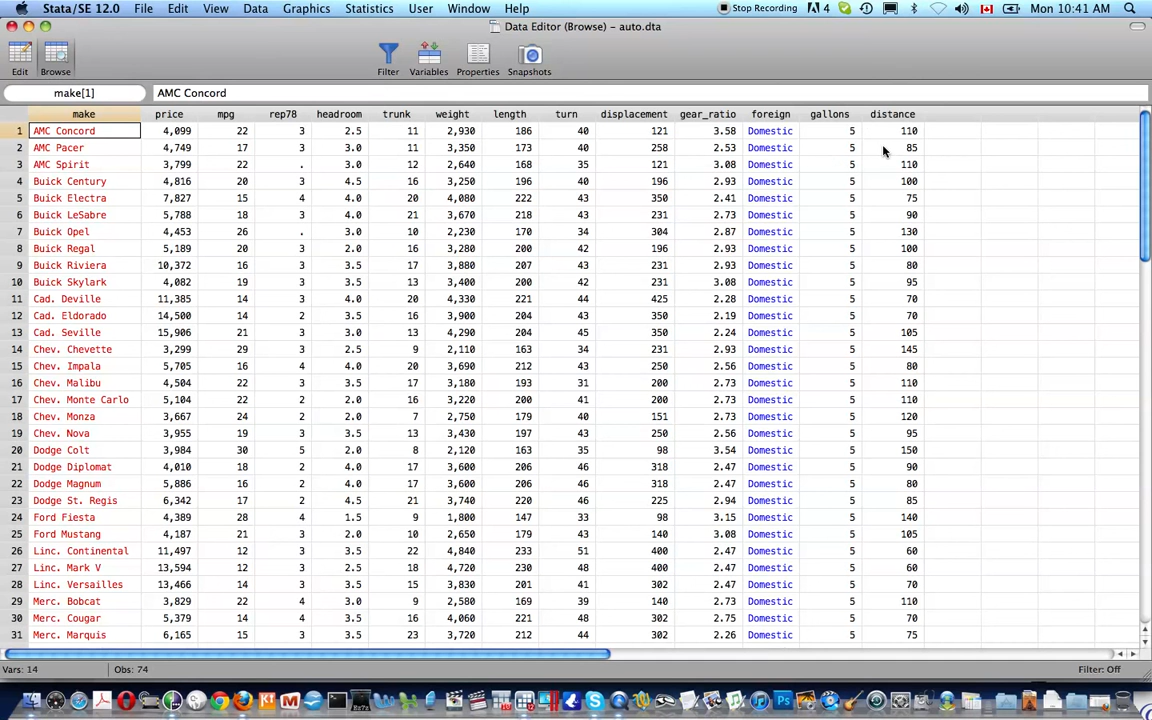 Stata/SE 12.0 File Edit View Data Graphics Statistics User Window Help Stop Recording 4 Mon 10:41 AM
Data Editor (Browse) – auto.dta
Edit Browse Filter Variables Properties Snapshots
make[1] AMC Concord
make price mpg rep78 headroom trunk weight length turn displacement gear_ratio foreign gallons distance
1 AMC Concord 4,099 22 3 2.5 11 2,930 186 40 121 3.58 Domestic 5 110
2 AMC Pacer 4,749 17 3 3.0 11 3,350 173 40 258 2.53 Domestic 5 85
3 AMC Spirit 3,799 22 . 3.0 12 2,640 168 35 121 3.08 Domestic 5 110
4 Buick Century 4,816 20 3 4.5 16 3,250 196 40 196 2.93 Domestic 5 100
5 Buick Electra 7,827 15 4 4.0 20 4,080 222 43 350 2.41 Domestic 5 75
6 Buick LeSabre 5,788 18 3 4.0 21 3,670 218 43 231 2.73 Domestic 5 90
7 Buick Opel 4,453 26 . 3.0 10 2,230 170 34 304 2.87 Domestic 5 130
8 Buick Regal 5,189 20 3 2.0 16 3,280 200 42 196 2.93 Domestic 5 100
9 Buick Riviera 10,372 16 3 3.5 17 3,880 207 43 231 2.93 Domestic 5 80
10 Buick Skylark 4,082 19 3 3.5 13 3,400 200 42 231 3.08 Domestic 5 95
11 Cad. Deville 11,385 14 3 4.0 20 4,330 221 44 425 2.28 Domestic 5 70
12 Cad. Eldorado 14,500 14 2 3.5 16 3,900 204 43 350 2.19 Domestic 5 70
13 Cad. Seville 15,906 21 3 3.0 13 4,290 204 45 350 2.24 Domestic 5 105
14 Chev. Chevette 3,299 29 3 2.5 9 2,110 163 34 231 2.93 Domestic 5 145
15 Chev. Impala 5,705 16 4 4.0 20 3,690 212 43 250 2.56 Domestic 5 80
16 Chev. Malibu 4,504 22 3 3.5 17 3,180 193 31 200 2.73 Domestic 5 110
17 Chev. Monte Carlo 5,104 22 2 2.0 16 3,220 200 41 200 2.73 Domestic 5 110
18 Chev. Monza 3,667 24 2 2.0 7 2,750 179 40 151 2.73 Domestic 5 120
19 Chev. Nova 3,955 19 3 3.5 13 3,430 197 43 250 2.56 Domestic 5 95
20 Dodge Colt 3,984 30 5 2.0 8 2,120 163 35 98 3.54 Domestic 5 150
21 Dodge Diplomat 4,010 18 2 4.0 17 3,600 206 46 318 2.47 Domestic 5 90
22 Dodge Magnum 5,886 16 2 4.0 17 3,600 206 46 318 2.47 Domestic 5 80
23 Dodge St. Regis 6,342 17 2 4.5 21 3,740 220 46 225 2.94 Domestic 5 85
24 Ford Fiesta 4,389 28 4 1.5 9 1,800 147 33 98 3.15 Domestic 5 140
25 Ford Mustang 4,187 21 3 2.0 10 2,650 179 43 140 3.08 Domestic 5 105
26 Linc. Continental 11,497 12 3 3.5 22 4,840 233 51 400 2.47 Domestic 5 60
27 Linc. Mark V 13,594 12 3 2.5 18 4,720 230 48 400 2.47 Domestic 5 60
28 Linc. Versailles 13,466 14 3 3.5 15 3,830 201 41 302 2.47 Domestic 5 70
29 Merc. Bobcat 3,829 22 4 3.0 9 2,580 169 39 140 2.73 Domestic 5 110
30 Merc. Cougar 5,379 14 4 3.5 16 4,060 221 48 302 2.75 Domestic 5 70
31 Merc. Marquis 6,165 15 3 3.5 23 3,720 212 44 302 2.26 Domestic 5 75
Vars: 14 Obs: 74 Filter: Off